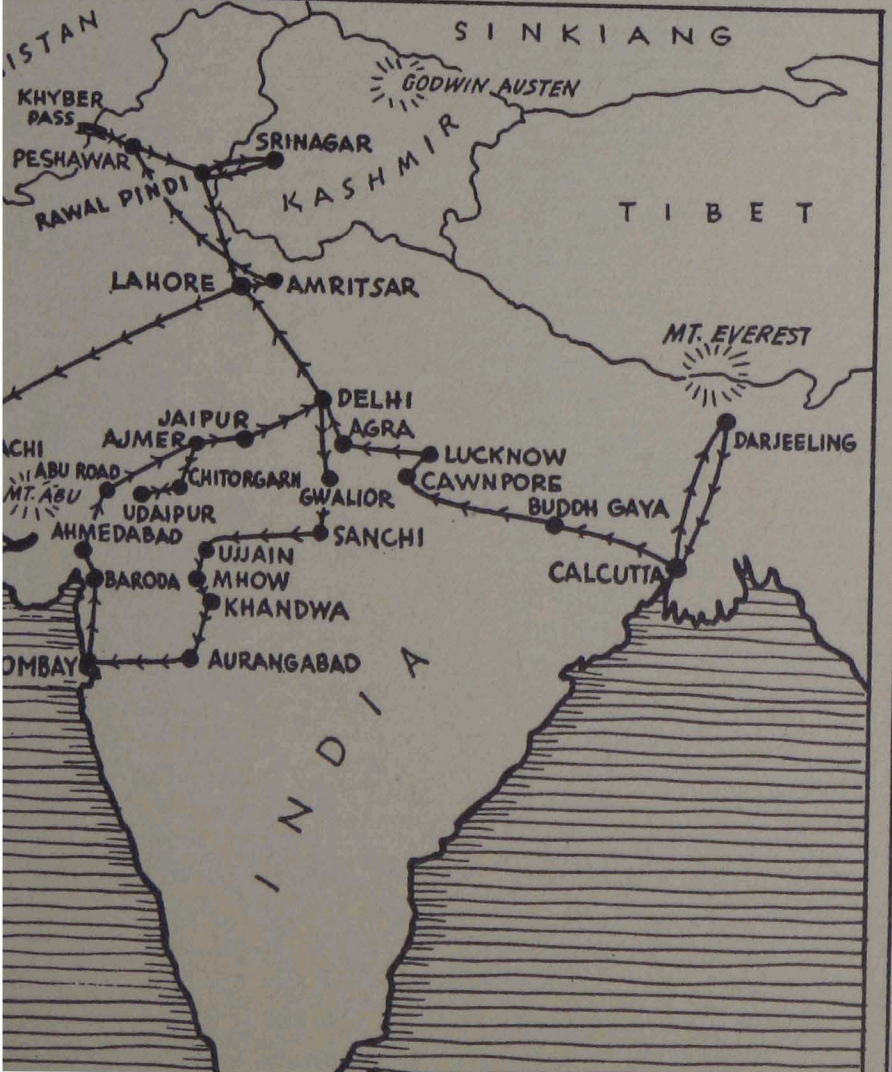 SINKIANG
ISTAN
GODWIN AUSTEN
KHYBER
PASS
SRINAGAR
PESHAWAR
KASHMIR
RAWAL PINDI
TIBET
LAHORE
AMRITSAR
MT. EVEREST
DELHI
JAIPUR
AGRA
AJMER
DARJEELING
ACHI
LUCKNOW
ABU ROAD
CHITORGARH
CAWNPORE
MT. ABU
GWALIOR
BUDDH GAYA
UDAIPUR
AHMEDABAD
SANCHI
UJJAIN
CALCUTTA
BARODA
MHOW
KHANDWA
OMBAY
AURANGABAD
INDIA